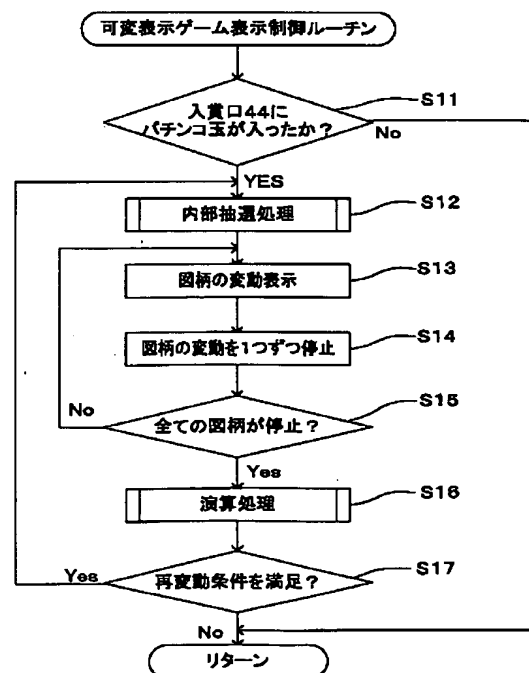 可変表示ゲーム表示制御ルーチン
S11
入賞口44に
パチンコ玉が入ったか？
No
YES
S12
内部抽選処理
S13
図柄の変動表示
S14
図柄の変動を1つずつ停止
S15
No
全ての図柄が停止？
Yes
S16
演算処理
S17
Yes
再変動条件を満足？
No
リターン